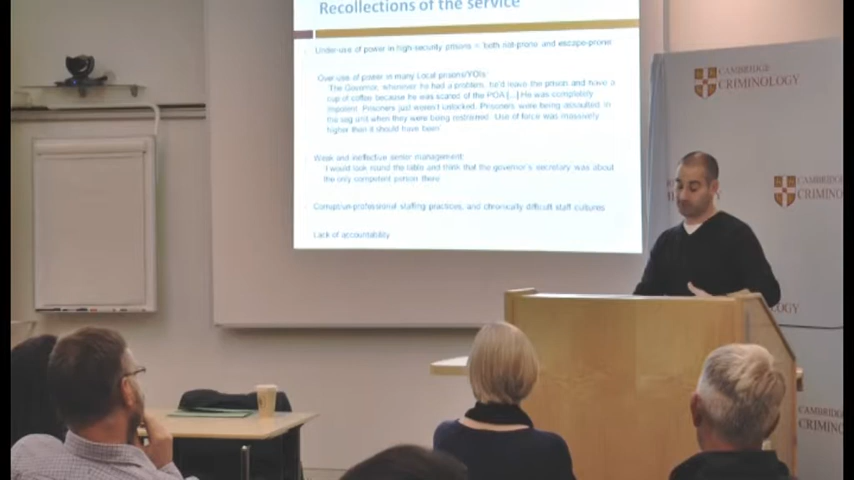 Recollections of the service
Under-use of power in high-security prisons = 'both riot-prone and escape-prone'
Over use of power in many Local prisons/YOIs:
'The Governor, whenever he had a problem, he'd leave the prison and have a
cup of coffee because he was scared of the POA [...] He was completely
impotent. Prisoners just weren't unlocked. Prisoners were being assaulted in
the seg unit when they were being restrained. Use of force was massively
higher than it should have been'
Weak and ineffective senior management:
'I would look round the table and think that the governor's secretary was about
the only competent person there'
professional staffing practices, and chronically difficult staff cultures
Lack of accountability
CAMBRIDGE
CRIMINOLOGY
CAMBRIDGE
CRIMINO
OGY
CAMBRIDG
CRIMINO